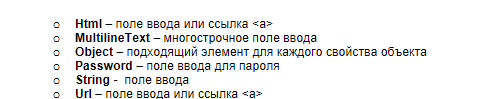 o Html – поле ввода или ссылка <a>
o MultilineText – многострочное поле ввода
o Object – подходящий элемент для каждого свойства объекта
o Password – поле ввода для пароля
o String - поле ввода
o Url – поле ввода или ссылка <a>